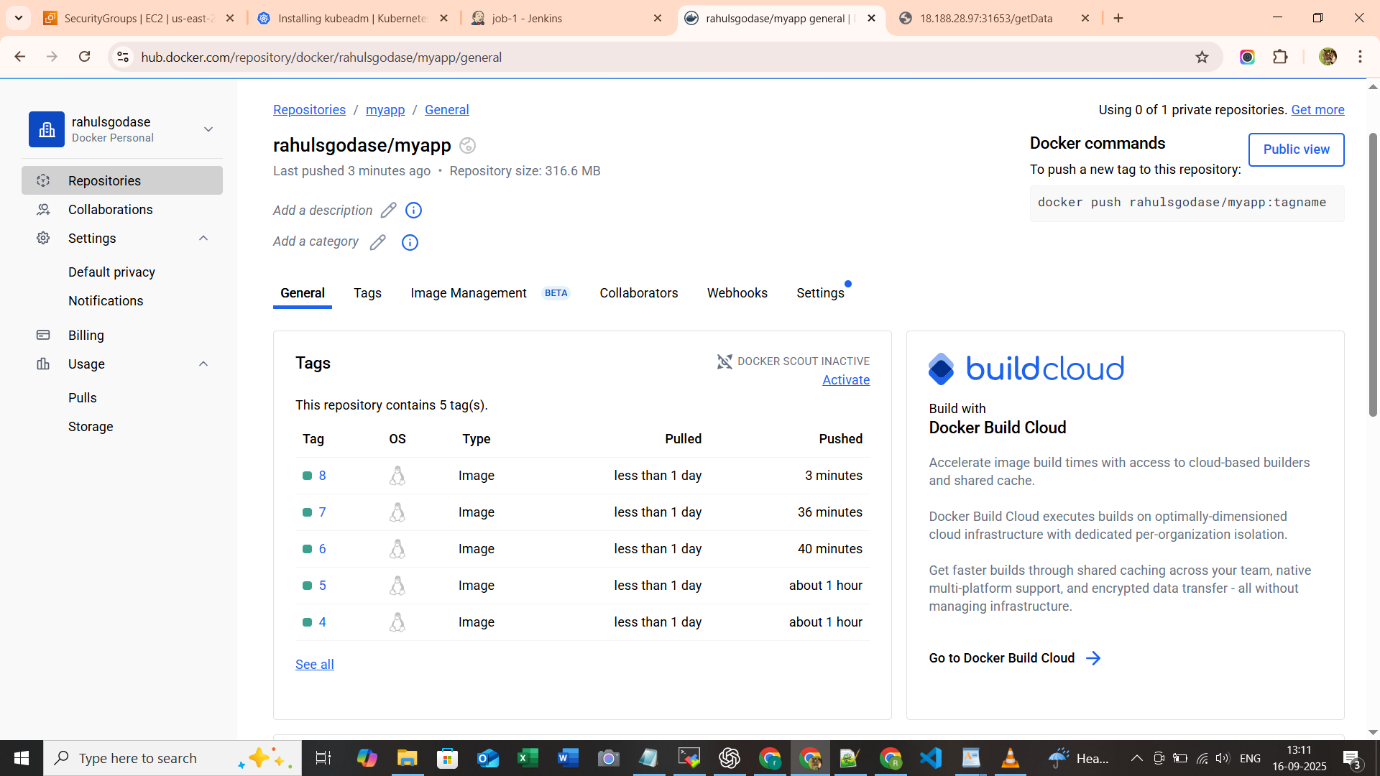 SecurityGroups | EC2 | us-east-2
Installing kubeadm | Kubernete
job-1 - Jenkins
rahulsgodase/myapp general |
18.188.28.97:31653/getData
hub.docker.com/repository/docker/rahulsgodase/myapp/general
rahulsgodase
Docker Personal
Repositories
Collaborations
Settings
Default privacy
Notifications
Billing
Usage
Pulls
Storage
Repositories / myapp / General
Using 0 of 1 private repositories. Get more
rahulsgodase/myapp
Last pushed 3 minutes ago • Repository size: 316.6 MB
Add a description
Add a category
Docker commands
Public view
To push a new tag to this repository:
docker push rahulsgodase/myapp:tagname
General Tags Image Management BETA Collaborators Webhooks Settings
Tags
DOCKER SCOUT INACTIVE
Activate
This repository contains 5 tag(s).
Tag OS Type Pulled Pushed
8 Image less than 1 day 3 minutes
7 Image less than 1 day 36 minutes
6 Image less than 1 day 40 minutes
5 Image less than 1 day about 1 hour
4 Image less than 1 day about 1 hour
See all
buildcloud
Build with
Docker Build Cloud
Accelerate image build times with access to cloud-based builders
and shared cache.
Docker Build Cloud executes builds on optimally-dimensioned
cloud infrastructure with dedicated per-organization isolation.
Get faster builds through shared caching across your team, native
multi-platform support, and encrypted data transfer - all without
managing infrastructure.
Go to Docker Build Cloud
Type here to search
Hea...
ENG
13:11
16-09-2025
3